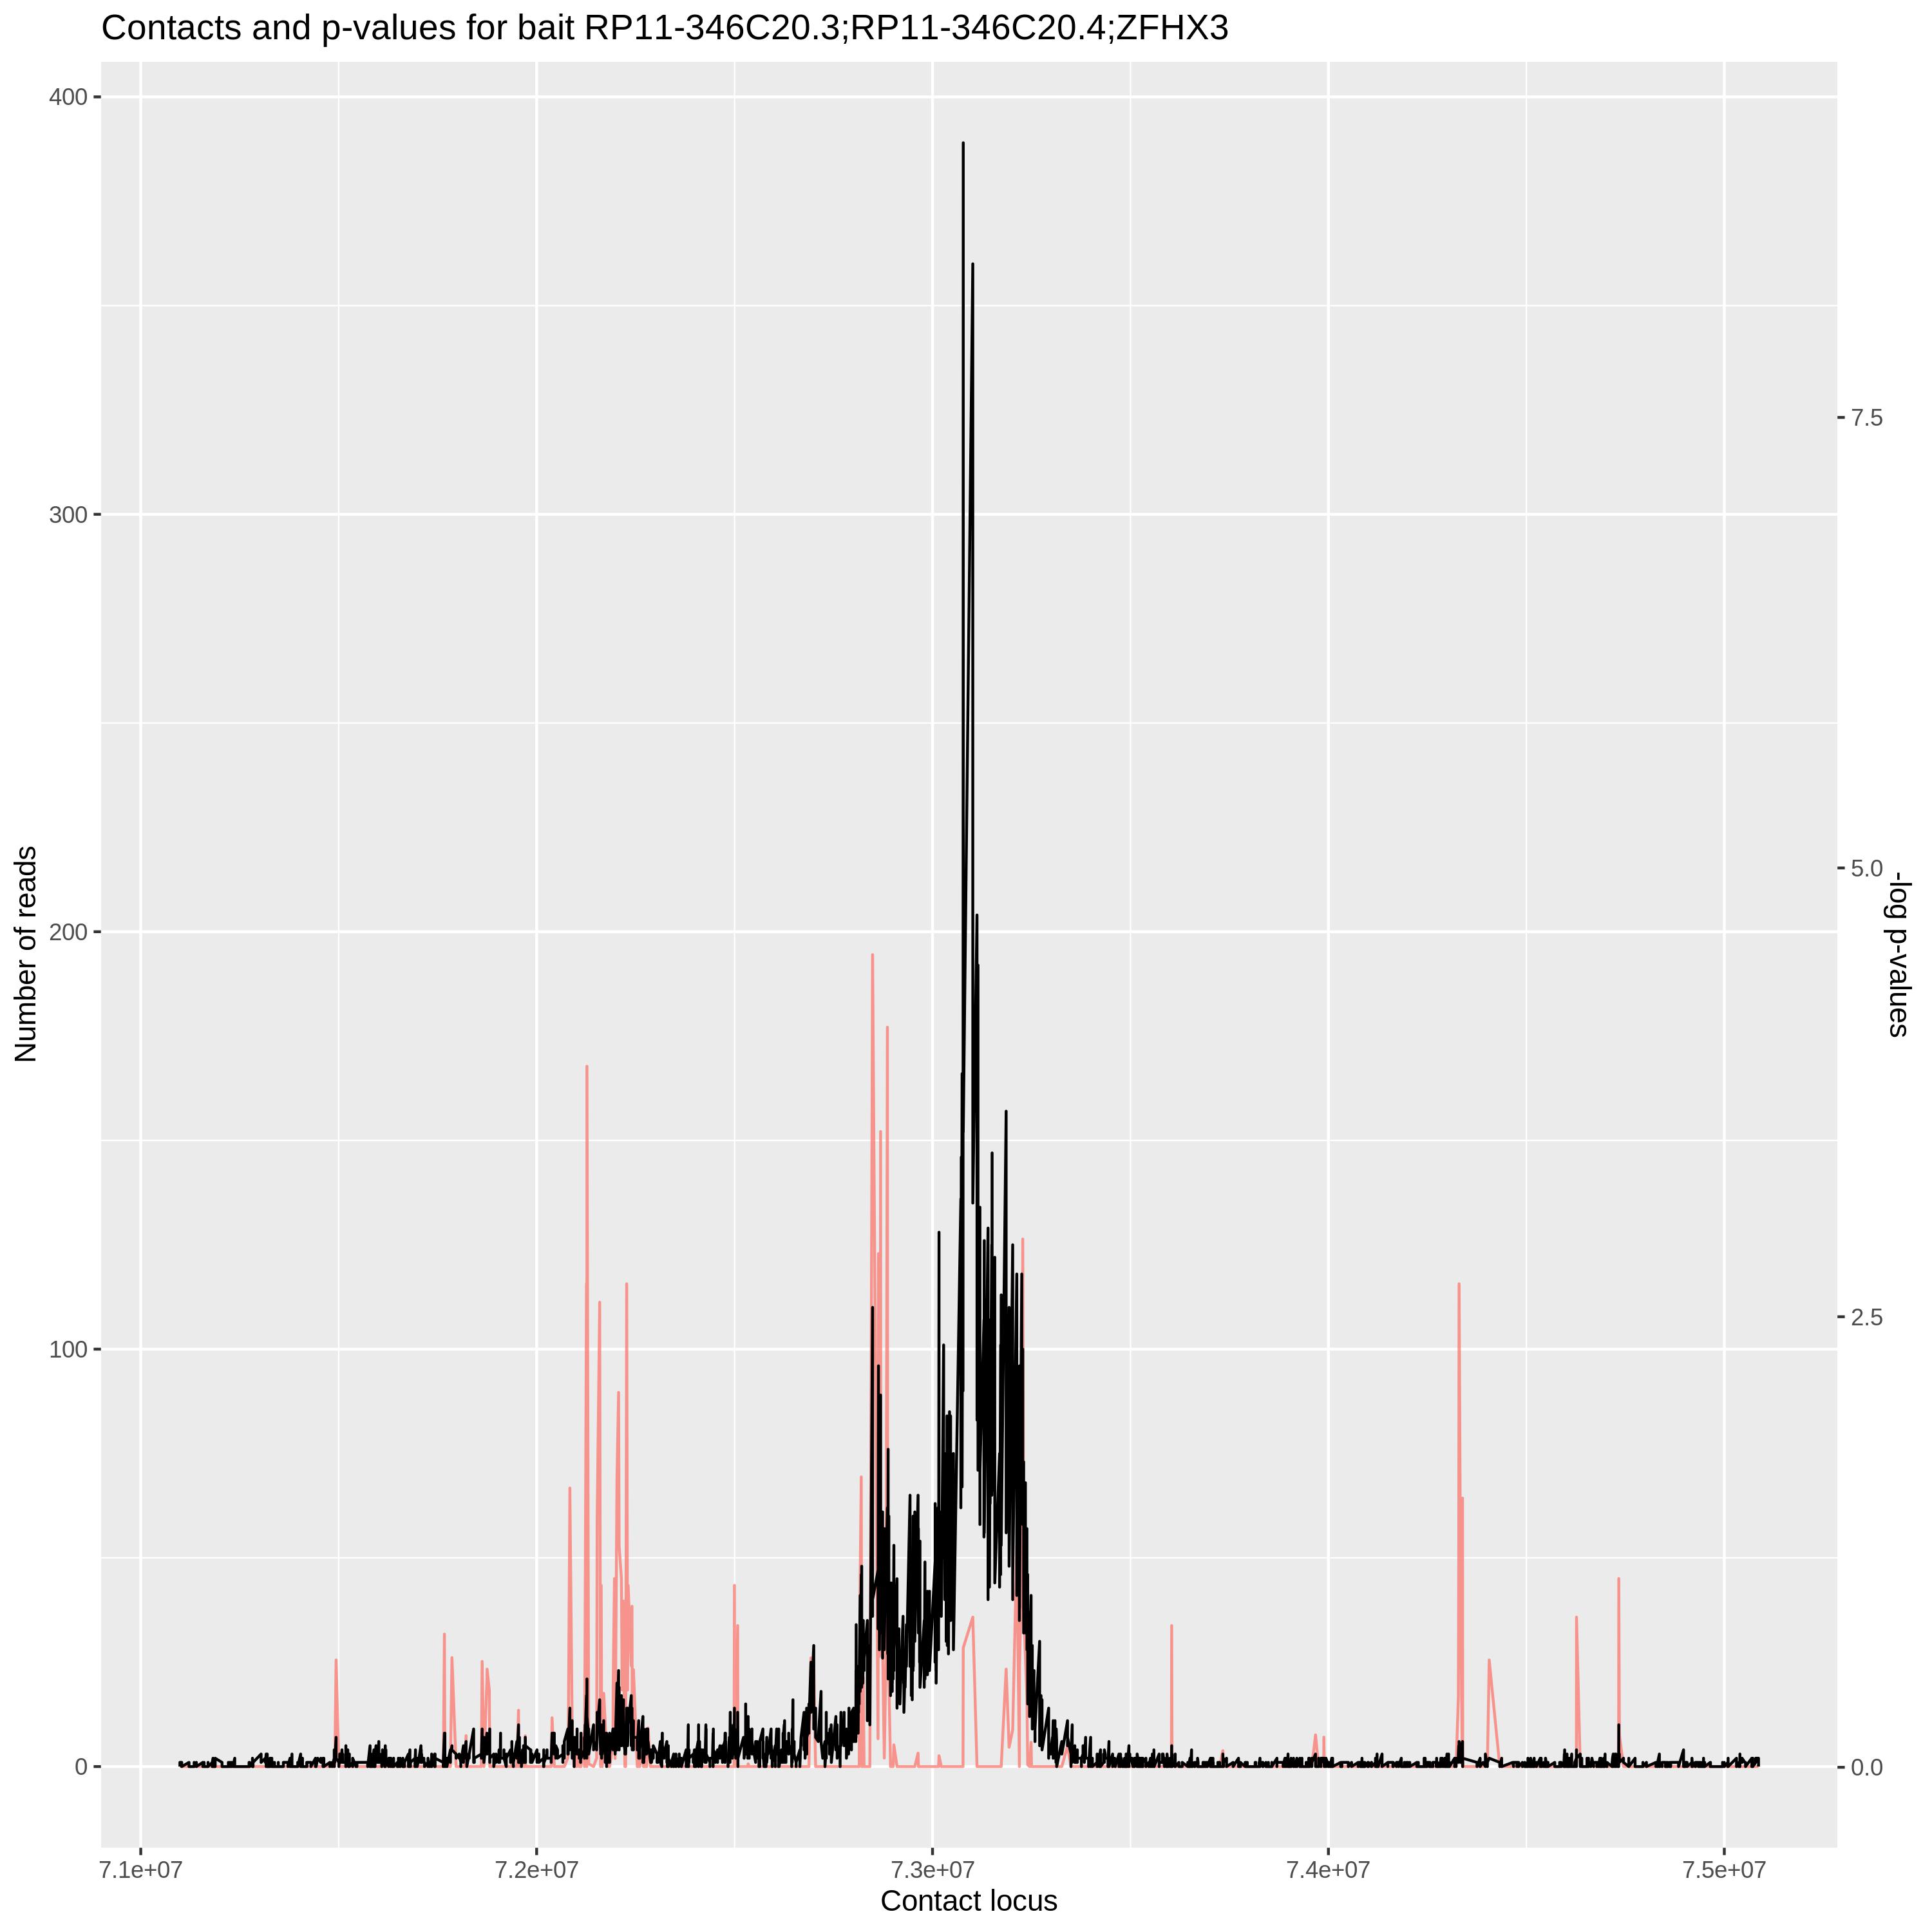 Contacts and p-values for bait RP11-346C20.3;RP11-346C20.4;ZFHX3
400
300
200
100
0
Number of reads
7.5
5.0
2.5
0.0
-log p-values
7.1e+07
7.2e+07
7.3e+07
7.4e+07
7.5e+07
Contact locus